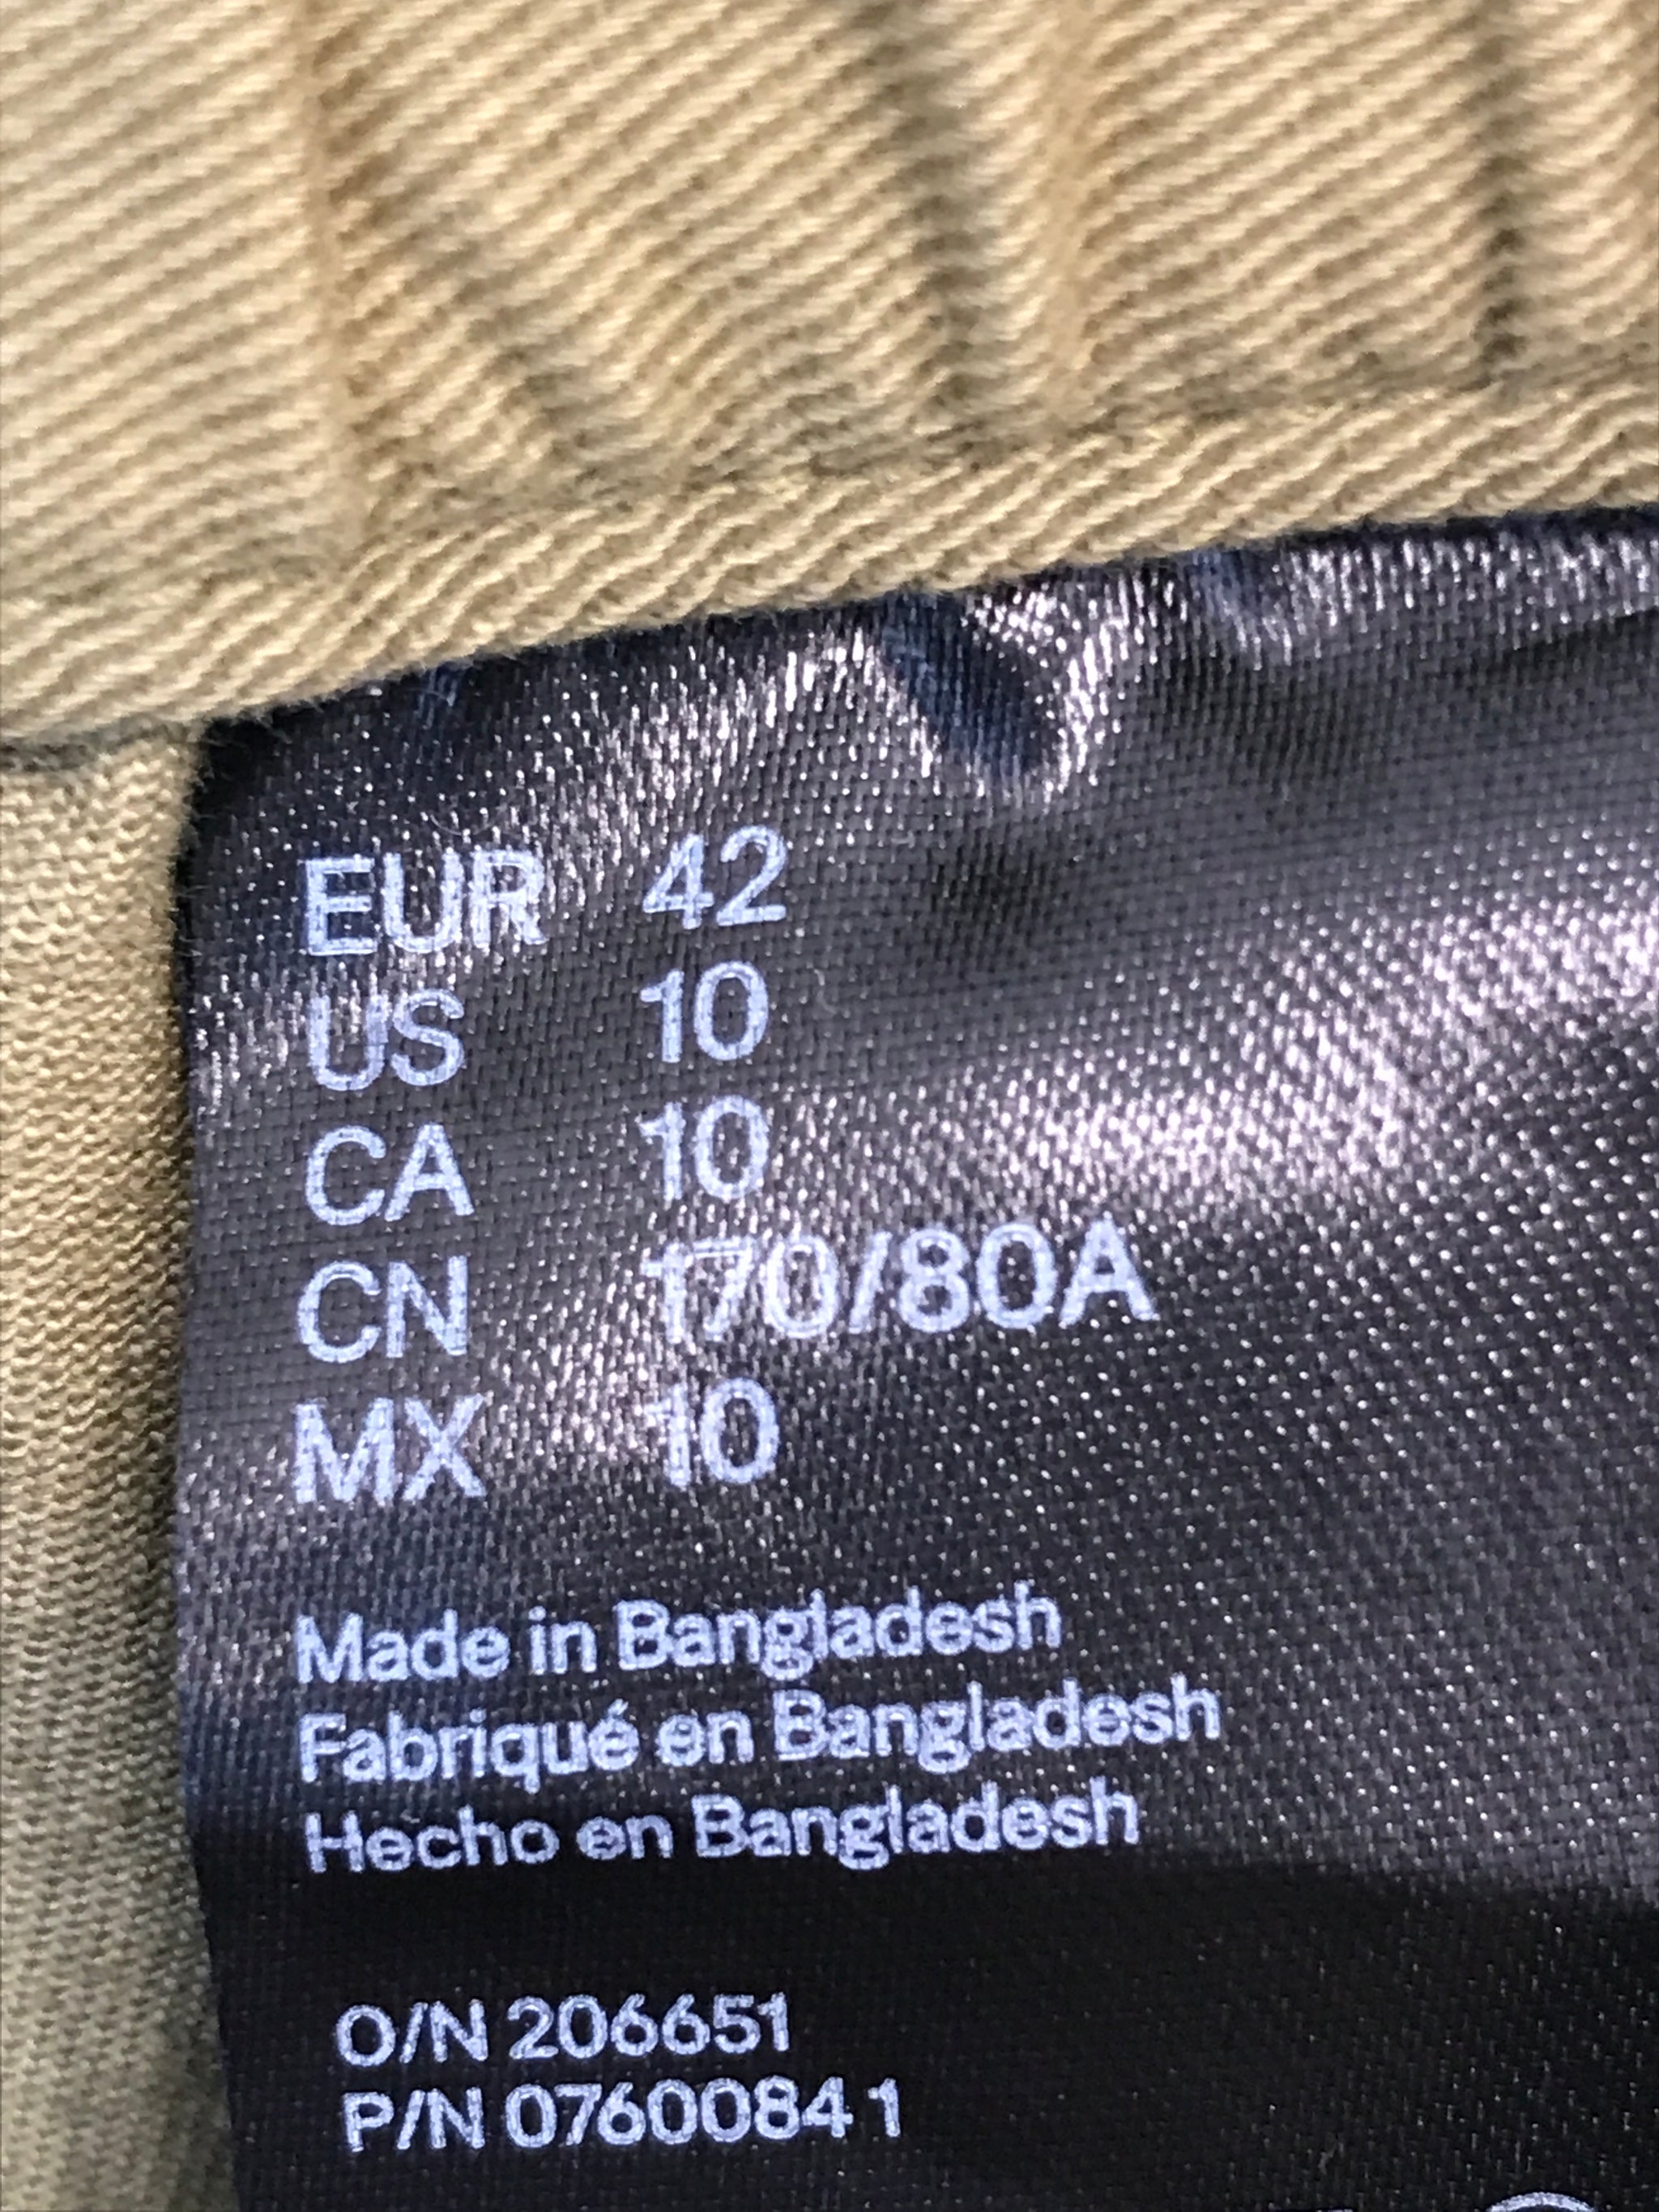 EUR 42
US 10
CA 10
CN 170/80A
MX 10
Made in Bangladesh
Fabriqué en Bangladesh
Hecho en Bangladesh
O/N 206651
P/N 0760084 1